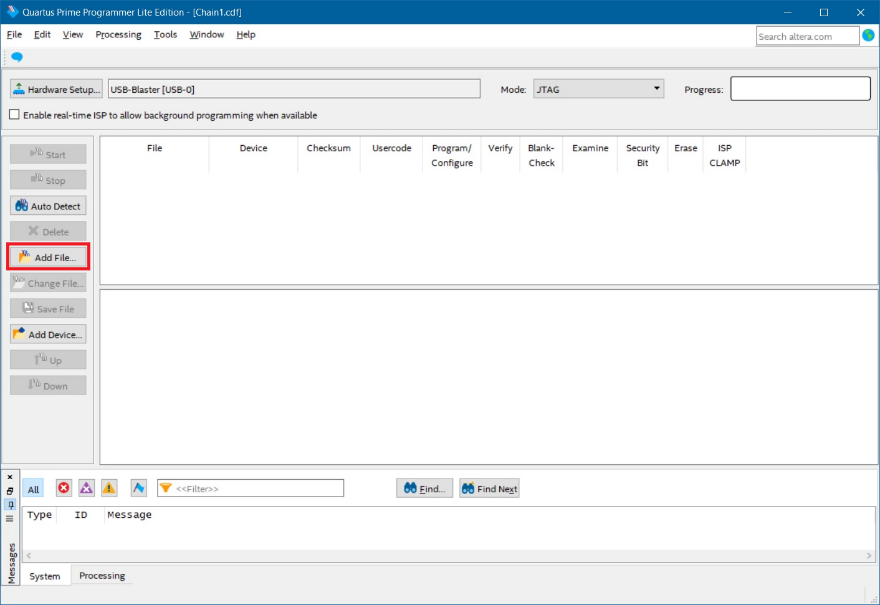 Quartus Prime Programmer Lite Edition - [Chain1.cdf]
File Edit View Processing Tools Window Help
Search altera.com
Hardware Setup... USB-Blaster [USB-0] Mode: JTAG Progress:
Enable real-time ISP to allow background programming when available
Start
Stop
Auto Detect
Delete
Add File...
Change File...
Save File
Add Device...
Up
Down
File Device Checksum Usercode Program/ Verify Blank- Examine Security Erase ISP
Configure Check Bit CLAMP
All <<Filter>> Find... Find Next
Type ID Message
Messages
System Processing